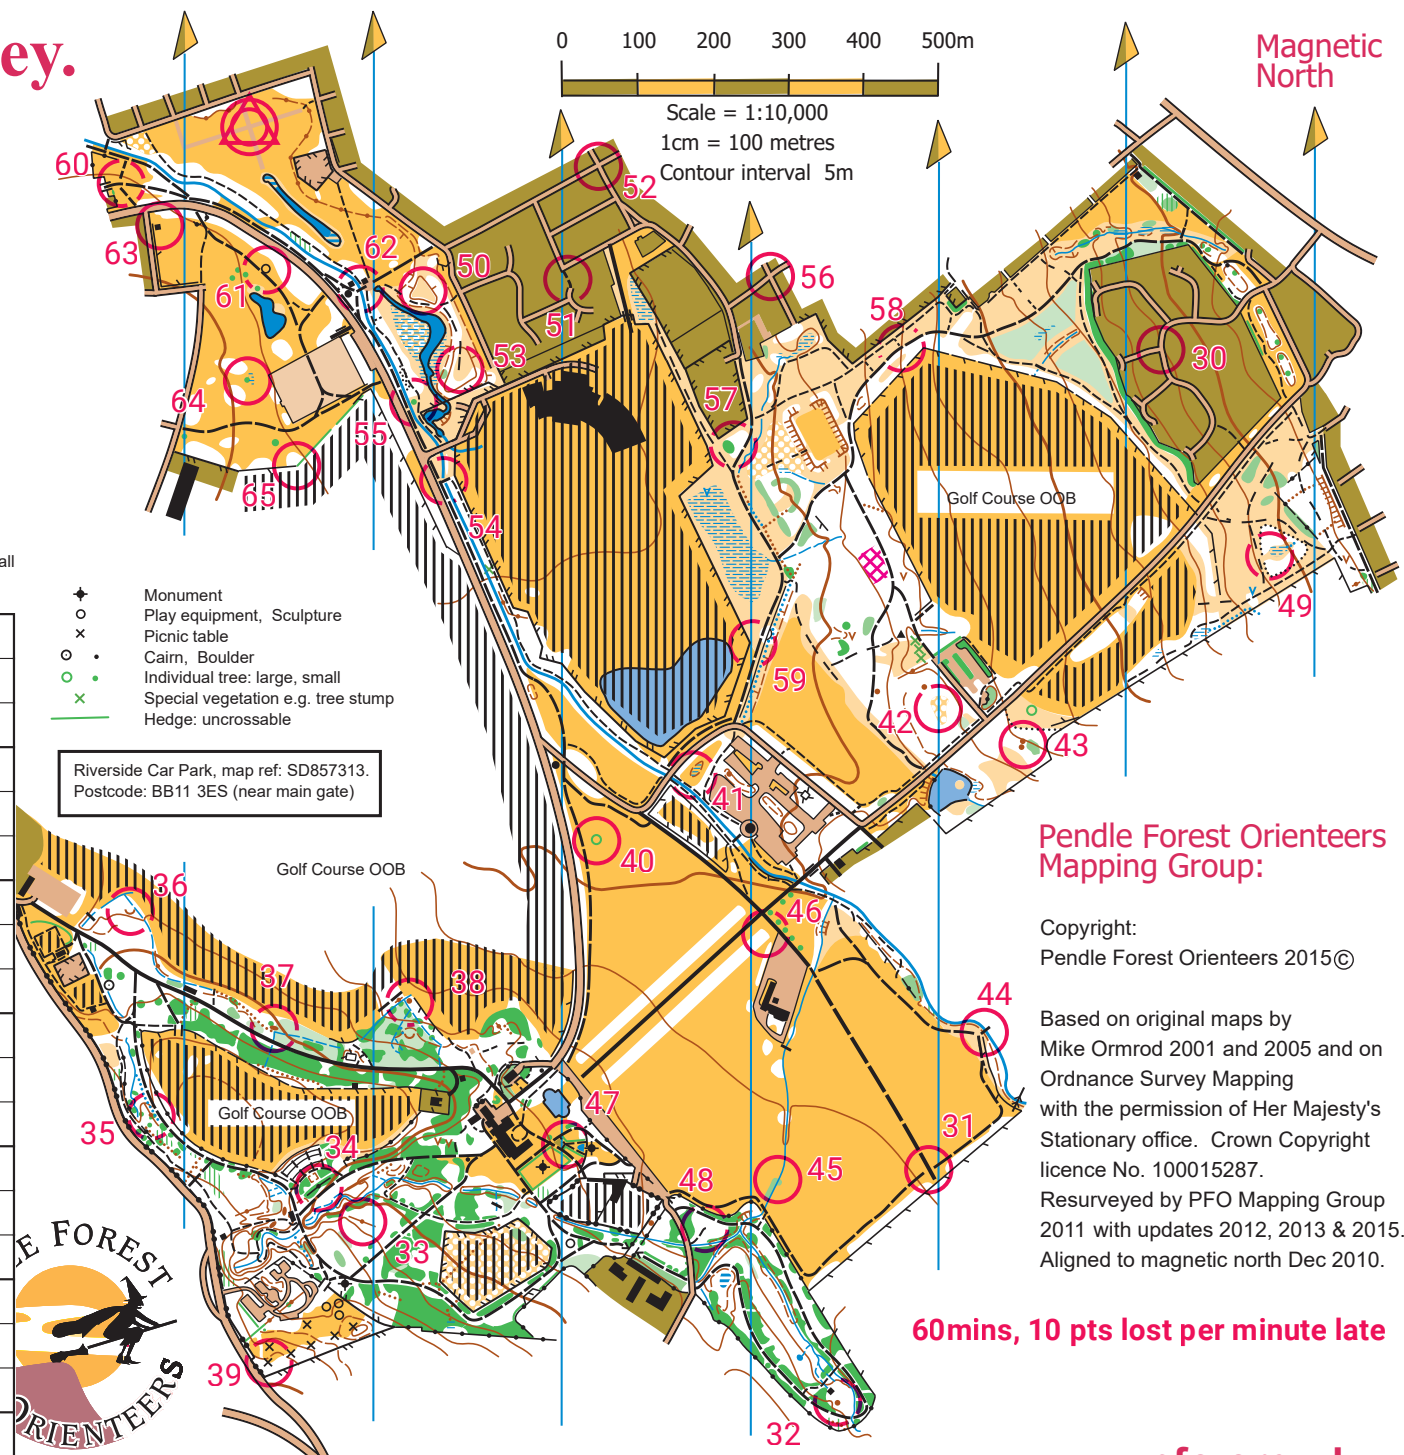 ey.
0 100 200 300 400 500m
Scale = 1:10,000
1cm = 100 metres
Contour interval 5m
Magnetic
North
60
63
61
62
50
51
52
53
56
58
57
30
64
65
55
54
49
59
42
43
41
40
46
44
36
37
38
47
31
35
34
33
48
45
39
32
Golf Course OOB
all
Monument
Play equipment, Sculpture
Picnic table
Cairn, Boulder
Individual tree: large, small
Special vegetation e.g. tree stump
Hedge: uncrossable
Riverside Car Park, map ref: SD857313.
Postcode: BB11 3ES (near main gate)
Golf Course OOB
Golf Course OOB
Pendle Forest Orienteers
Mapping Group:
Copyright:
Pendle Forest Orienteers 2015©
Based on original maps by
Mike Ormrod 2001 and 2005 and on
Ordnance Survey Mapping
with the permission of Her Majesty's
Stationary office. Crown Copyright
licence No. 100015287.
Resurveyed by PFO Mapping Group
2011 with updates 2012, 2013 & 2015.
Aligned to magnetic north Dec 2010.
60mins, 10 pts lost per minute late
LE FOREST
ORIENTEERS